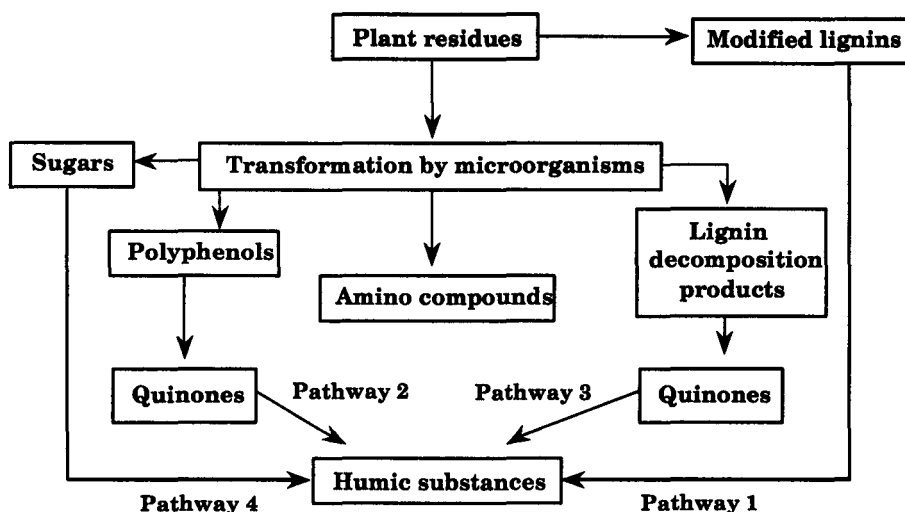 Plant residues
Modified lignins
Sugars
Transformation by microorganisms
Polyphenols
Lignin
decomposition
products
Amino compounds
Quinones
Pathway 2
Pathway 3
Quinones
Humic substances
Pathway 4
Pathway 1